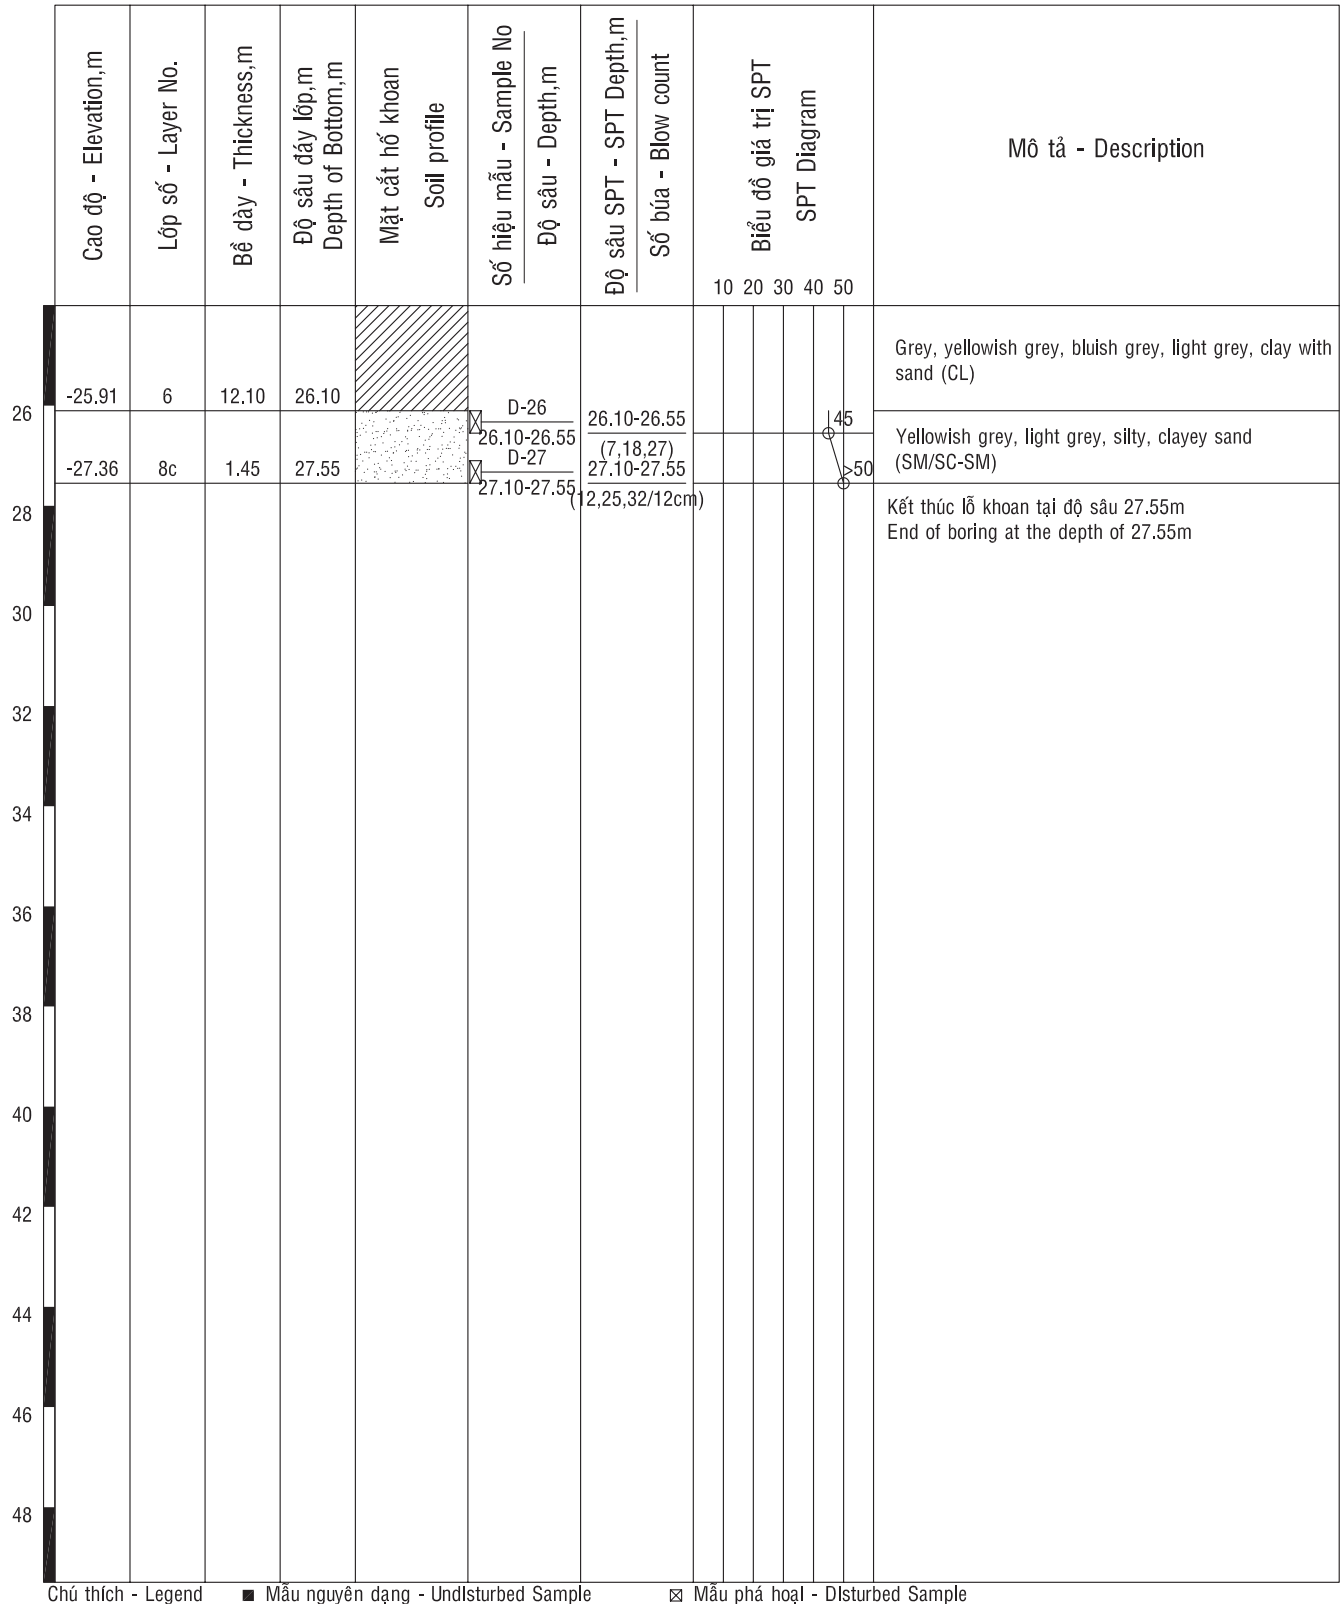 Cao độ - Elevation,m
Lớp số - Layer No.
Bề dày - Thickness,m
Độ sâu đáy lớp,m
Depth of Bottom,m
Mặt cắt hố khoan
Soil profile
Số hiệu mẫu - Sample No
Độ sâu - Depth,m
Độ sâu SPT - SPT Depth,m
Số búa - Blow count
Biểu đồ giá trị SPT
SPT Diagram
10 20 30 40 50
Mô tả - Description
Grey, yellowish grey, bluish grey, light grey, clay with
sand (CL)
-25.91 6 12.10 26.10
26
D-26
26.10-26.55
26.10-26.55
(7,18,27)
45
Yellowish grey, light grey, silty, clayey sand
(SM/SC-SM)
-27.36 8c 1.45 27.55
D-27
27.10-27.55
27.10-27.55
(12,25,32/12cm)
>50
28
Kết thúc lỗ khoan tại độ sâu 27.55m
End of boring at the depth of 27.55m
30
32
34
36
38
40
42
44
46
48
Chú thích - Legend
Mẫu nguyên dạng - Undisturbed Sample
Mẫu phá hoại - Disturbed Sample